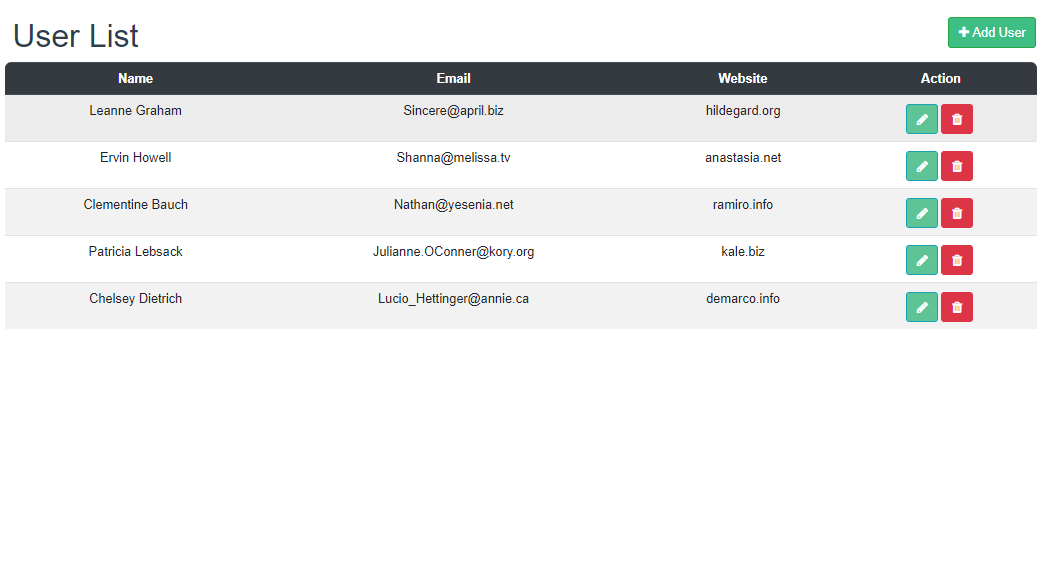 User List
Add User
Name Email Website Action
Leanne Graham Sincere@april.biz hildegard.org
Ervin Howell Shanna@melissa.tv anastasia.net
Clementine Bauch Nathan@yesenia.net ramiro.info
Patricia Lebsack Julianne.OConner@kory.org kale.biz
Chelsey Dietrich Lucio_Hettinger@annie.ca demarco.info